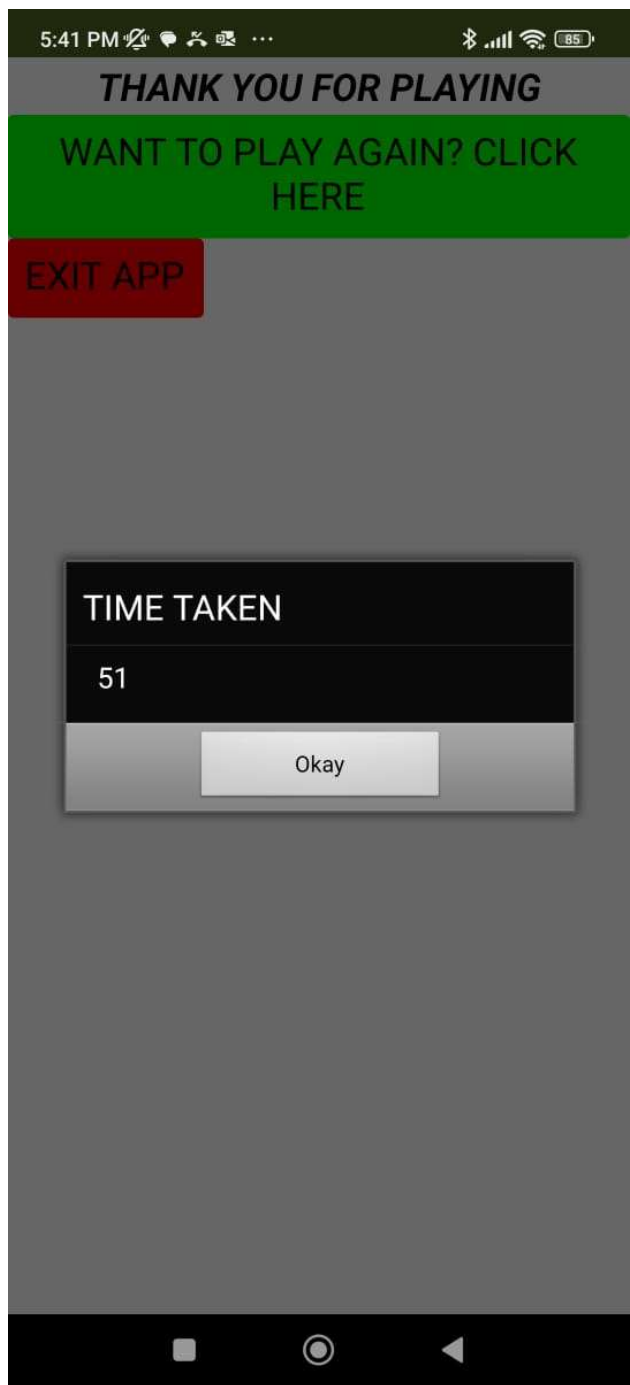 5:41 PM
85
THANK YOU FOR PLAYING
WANT TO PLAY AGAIN? CLICK
HERE
EXIT APP
TIME TAKEN
51
Okay